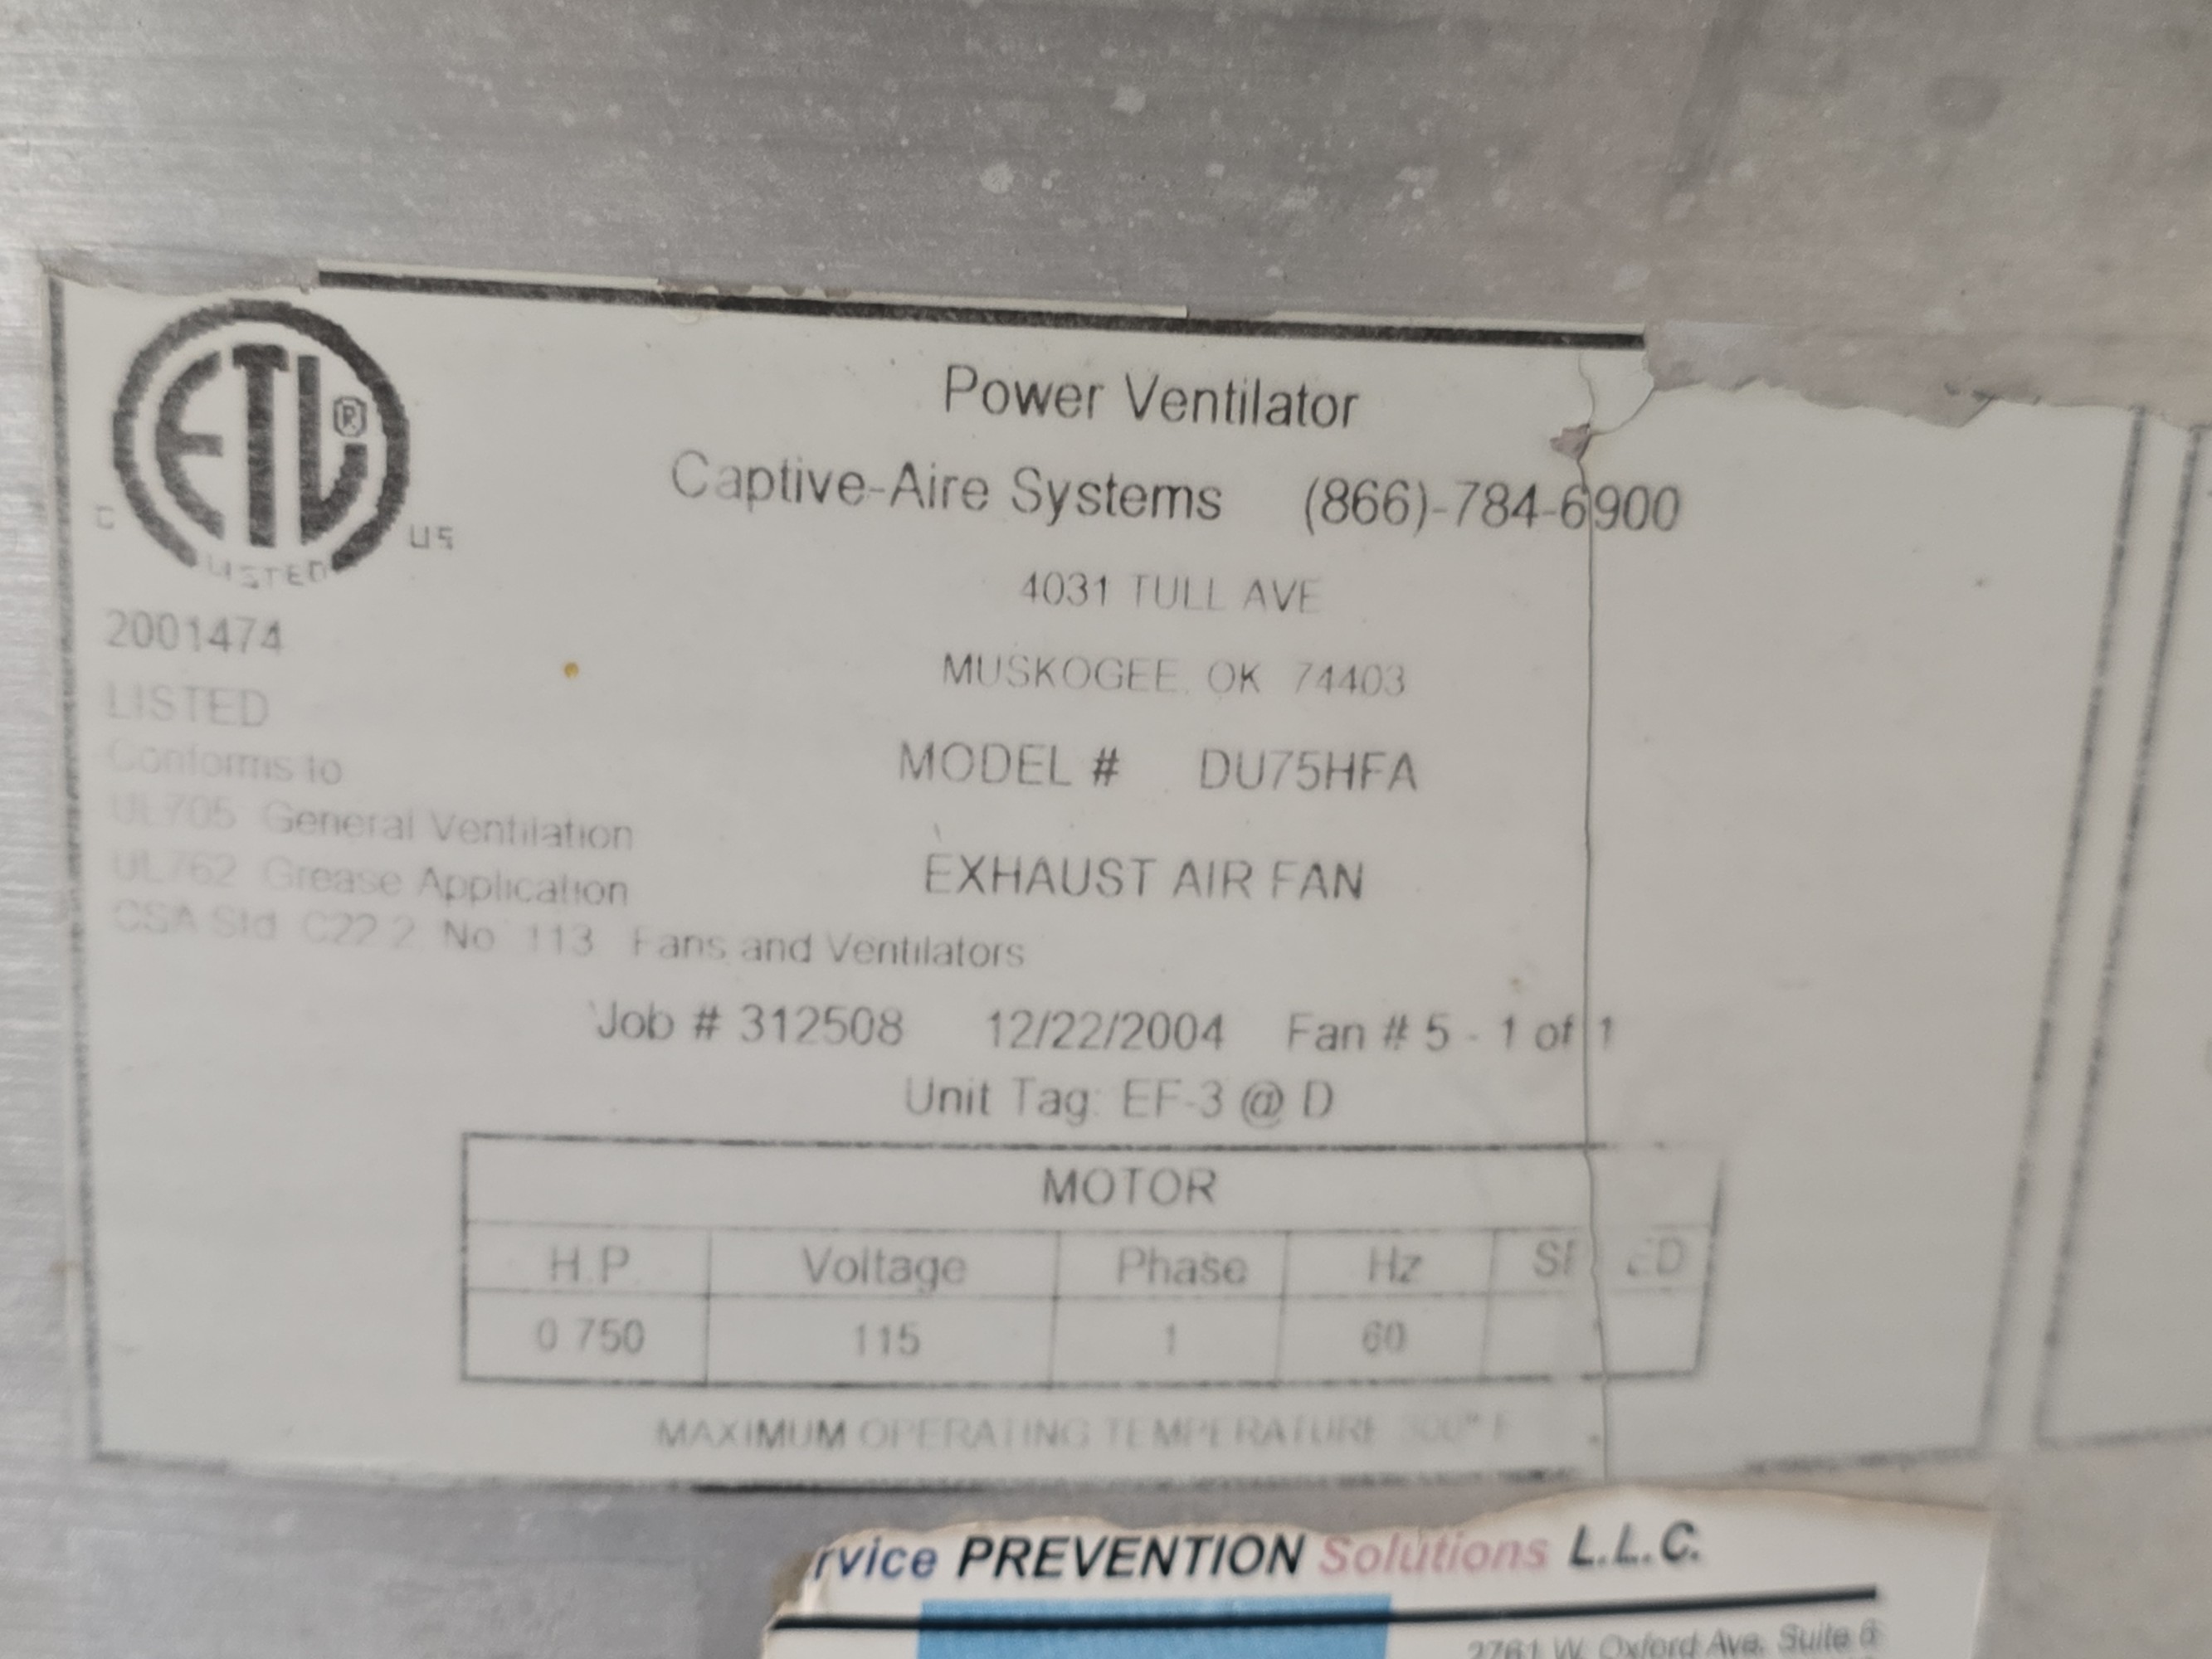 Power Ventilator
Captive-Aire Systems (866)-784-6900
4031 TULL AVE
MUSKOGEE, OK 74403
MODEL # DU75HFA
EXHAUST AIR FAN
ETL ®
C US
LISTED
2001474
LISTED
Conforms to
UL705 General Ventilation
UL762 Grease Application
CSA Std C22.2 No 113 Fans and Ventilators
Job # 312508 12/22/2004 Fan # 5 - 1 of 1
Unit Tag: EF-3 @ D
MOTOR
H.P. Voltage Phase Hz SPEED
0.750 115 1 60
MAXIMUM OPERATING TEMPERATURE 300° F
rvice PREVENTION Solutions L.L.C.
2761 W. Oxford Ave. Suite 6